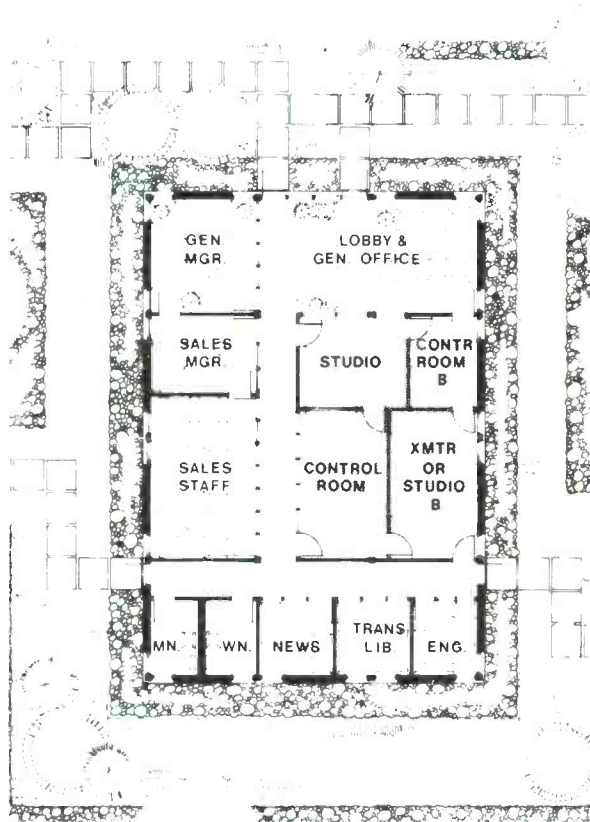 GEN.
MGR.
LOBBY &
GEN. OFFICE
SALES
MGR.
STUDIO
CONTR
ROOM
B
SALES
STAFF
CONTROL
ROOM
XMTR
OR
STUDIO
B
MN.
WN.
NEWS
TRANS
LIB.
ENG.